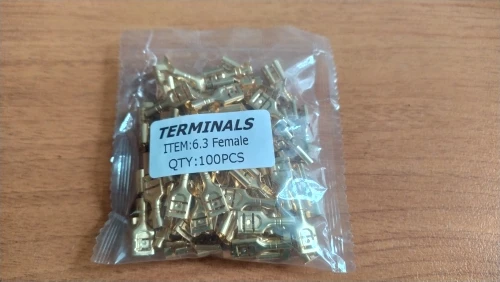 TERMINALS
ITEM:6.3 Female
QTY:100PCS